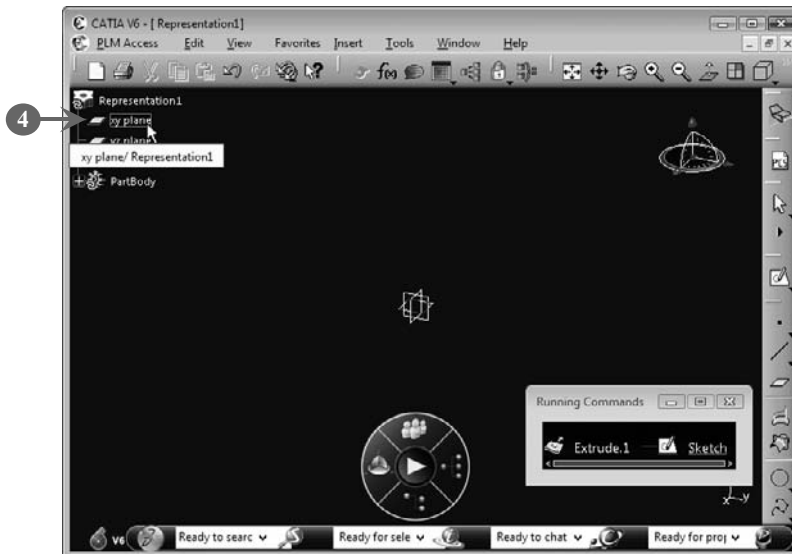 CATIA V6 - [ Representation1]
PLM Access Edit View Favorites Insert Tools Window Help
f(x)
Representation1
4
xy plane
yz plane
xy plane/ Representation1
PartBody
PCS
Running Commands
Extrude.1 Sketch
x y
V6 Ready to searc Ready for sele Ready to chat Ready for proj